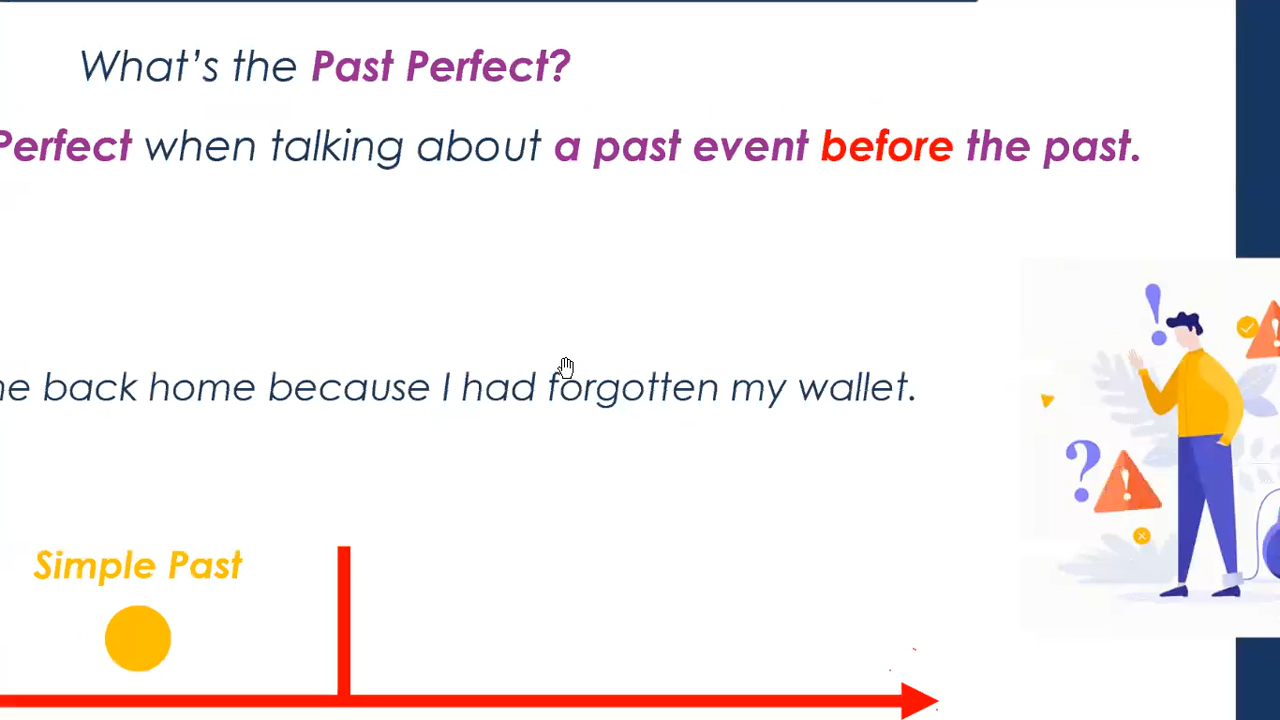 What's the Past Perfect?
Perfect when talking about a past event before the past.
back home because I had forgotten my wallet.
Simple Past